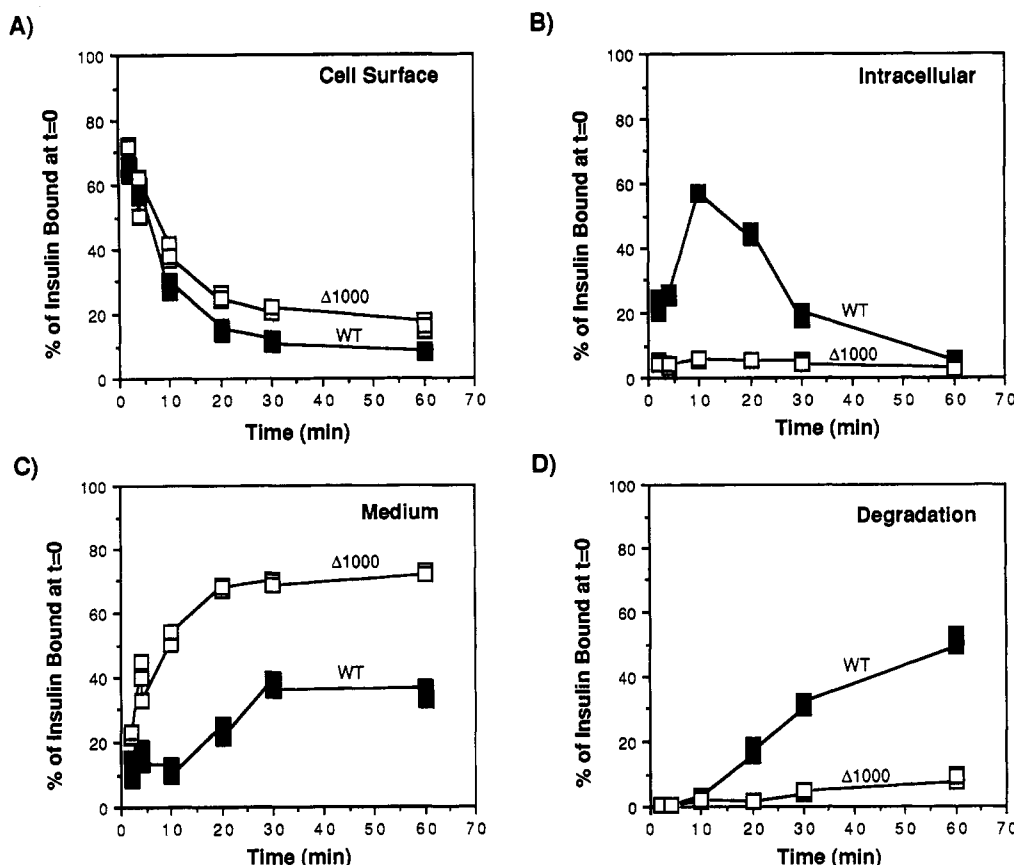 A)
Cell Surface
% of Insulin Bound at t=0
100
80
60
40
20
0
Δ1000
WT
0 10 20 30 40 50 60 70
Time (min)
B)
Intracellular
% of Insulin Bound at t=0
100
80
60
40
20
0
WT
Δ1000
0 10 20 30 40 50 60 70
Time (min)
C)
Medium
% of Insulin Bound at t=0
100
80
60
40
20
0
Δ1000
WT
0 10 20 30 40 50 60 70
Time (min)
D)
Degradation
% of Insulin Bound at t=0
100
80
60
40
20
0
WT
Δ1000
0 10 20 30 40 50 60 70
Time (min)